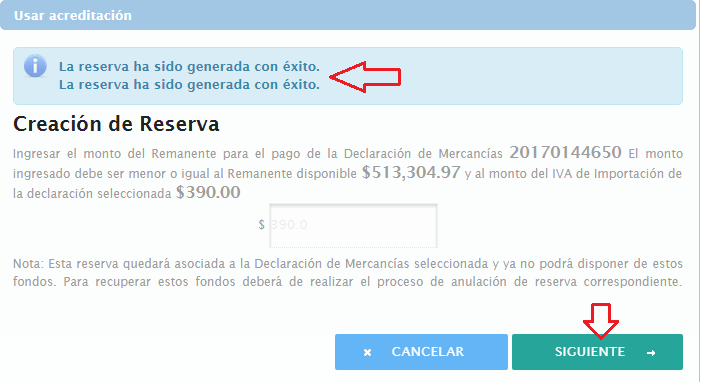 Usar acreditación
La reserva ha sido generada con éxito.
La reserva ha sido generada con éxito.
Creación de Reserva
Ingresar el monto del Remanente para el pago de la Declaración de Mercancías 20170144650 El monto
ingresado debe ser menor o igual al Remanente disponible $513,304.97 y al monto del IVA de Importación de
la declaración seleccionada $390.00
$ 390.0
Nota: Esta reserva quedará asociada a la Declaración de Mercancías seleccionada y ya no podrá disponer de estos
fondos. Para recuperar estos fondos deberá de realizar el proceso de anulación de reserva correspondiente.
× CANCELAR SIGUIENTE →